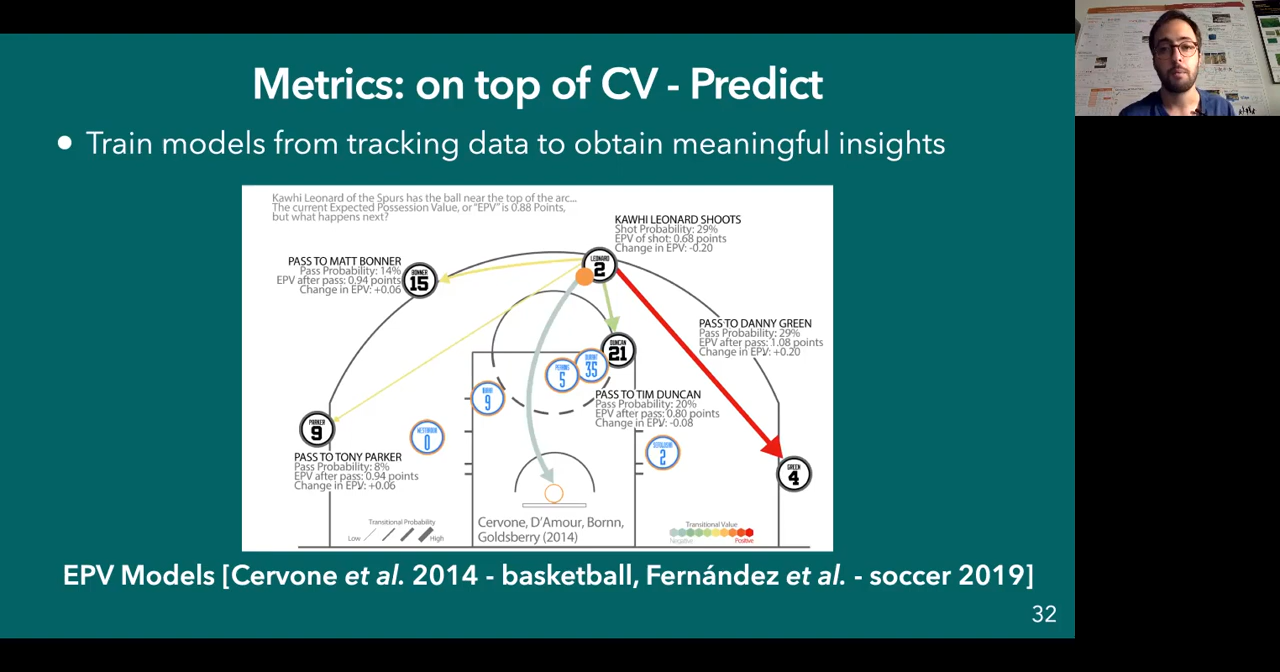 Metrics: on top of CV - Predict
● Train models from tracking data to obtain meaningful insights
Kawhi Leonard of the Spurs has the ball near the top of the arc...
The current Expected Possession Value, or "EPV" is 0.88 Points,
but what happens next?
KAWHI LEONARD SHOOTS
Shot Probability: 29%
EPV of shot: 0.68 points
Change in EPV: -0.20
PASS TO MATT BONNER
Pass Probability: 14%
EPV after pass: 0.94 points
Change in EPV: +0.06
BONNER
15
LEONARD
2
PASS TO DANNY GREEN
Pass Probability: 29%
EPV after pass: 1.08 points
Change in EPV: +0.20
DUNCAN
21
DURANT
35
PERKINS
5
9
PASS TO TIM DUNCAN
Pass Probability: 20%
EPV after pass: 0.80 points
Change in EPV: -0.08
PARKER
9
WESTBROOK
0
2
GREEN
4
PASS TO TONY PARKER
Pass Probability: 8%
EPV after pass: 0.94 points
Change in EPV: +0.06
Transitional Probability
Low
High
Cervone, D'Amour, Bornn,
Goldsberry (2014)
Transitional Value
Negative
Positive
EPV Models [Cervone et al. 2014 - basketball, Fernández et al. - soccer 2019]
32